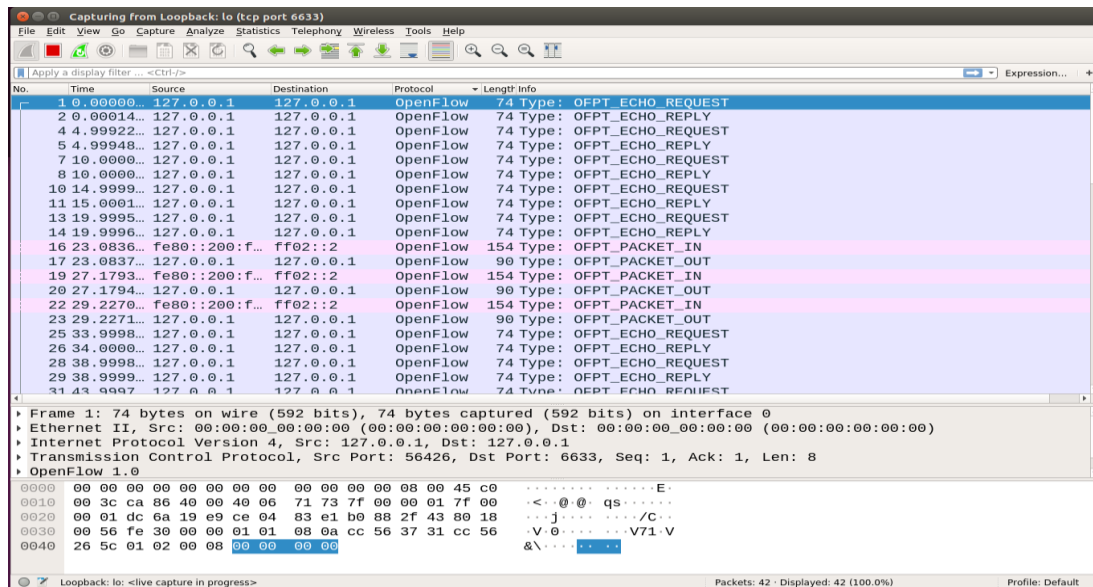 Capturing from Loopback: lo (tcp port 6633)
File Edit View Go Capture Analyze Statistics Telephony Wireless Tools Help
Apply a display filter ... <Ctrl-/> Expression... +
No. Time Source Destination Protocol Length Info
1 0.00000… 127.0.0.1 127.0.0.1 OpenFlow 74 Type: OFPT_ECHO_REQUEST
2 0.00014… 127.0.0.1 127.0.0.1 OpenFlow 74 Type: OFPT_ECHO_REPLY
4 4.99922… 127.0.0.1 127.0.0.1 OpenFlow 74 Type: OFPT_ECHO_REQUEST
5 4.99948… 127.0.0.1 127.0.0.1 OpenFlow 74 Type: OFPT_ECHO_REPLY
7 10.0000… 127.0.0.1 127.0.0.1 OpenFlow 74 Type: OFPT_ECHO_REQUEST
8 10.0000… 127.0.0.1 127.0.0.1 OpenFlow 74 Type: OFPT_ECHO_REPLY
10 14.9999… 127.0.0.1 127.0.0.1 OpenFlow 74 Type: OFPT_ECHO_REQUEST
11 15.0001… 127.0.0.1 127.0.0.1 OpenFlow 74 Type: OFPT_ECHO_REPLY
13 19.9995… 127.0.0.1 127.0.0.1 OpenFlow 74 Type: OFPT_ECHO_REQUEST
14 19.9996… 127.0.0.1 127.0.0.1 OpenFlow 74 Type: OFPT_ECHO_REPLY
16 23.0836… fe80::200:f… ff02::2 OpenFlow 154 Type: OFPT_PACKET_IN
17 23.0837… 127.0.0.1 127.0.0.1 OpenFlow 90 Type: OFPT_PACKET_OUT
19 27.1793… fe80::200:f… ff02::2 OpenFlow 154 Type: OFPT_PACKET_IN
20 27.1794… 127.0.0.1 127.0.0.1 OpenFlow 90 Type: OFPT_PACKET_OUT
22 29.2270… fe80::200:f… ff02::2 OpenFlow 154 Type: OFPT_PACKET_IN
23 29.2271… 127.0.0.1 127.0.0.1 OpenFlow 90 Type: OFPT_PACKET_OUT
25 33.9998… 127.0.0.1 127.0.0.1 OpenFlow 74 Type: OFPT_ECHO_REQUEST
26 34.0000… 127.0.0.1 127.0.0.1 OpenFlow 74 Type: OFPT_ECHO_REPLY
28 38.9998… 127.0.0.1 127.0.0.1 OpenFlow 74 Type: OFPT_ECHO_REQUEST
29 38.9999… 127.0.0.1 127.0.0.1 OpenFlow 74 Type: OFPT_ECHO_REPLY
31 43.9997 127.0.0.1 127.0.0.1 OpenFlow 74 Type: OFPT_ECHO_REQUEST
Frame 1: 74 bytes on wire (592 bits), 74 bytes captured (592 bits) on interface 0
Ethernet II, Src: 00:00:00_00:00:00 (00:00:00:00:00:00), Dst: 00:00:00_00:00:00 (00:00:00:00:00:00)
Internet Protocol Version 4, Src: 127.0.0.1, Dst: 127.0.0.1
Transmission Control Protocol, Src Port: 56426, Dst Port: 6633, Seq: 1, Ack: 1, Len: 8
OpenFlow 1.0
0000 00 00 00 00 00 00 00 00 00 00 00 00 08 00 45 c0 ········ ······E·
0010 00 3c ca 86 40 00 40 06 71 73 7f 00 00 01 7f 00 ·<··@·@· qs······
0020 00 01 dc 6a 19 e9 ce 04 83 e1 b0 88 2f 43 80 18 ···j···· ····/C··
0030 00 56 fe 30 00 00 01 01 08 0a cc 56 37 31 cc 56 ·V·0···· ···V71·V
0040 26 5c 01 02 00 08 00 00 00 00 &\······ ··
Loopback: lo: <live capture in progress> Packets: 42 · Displayed: 42 (100.0%) Profile: Default